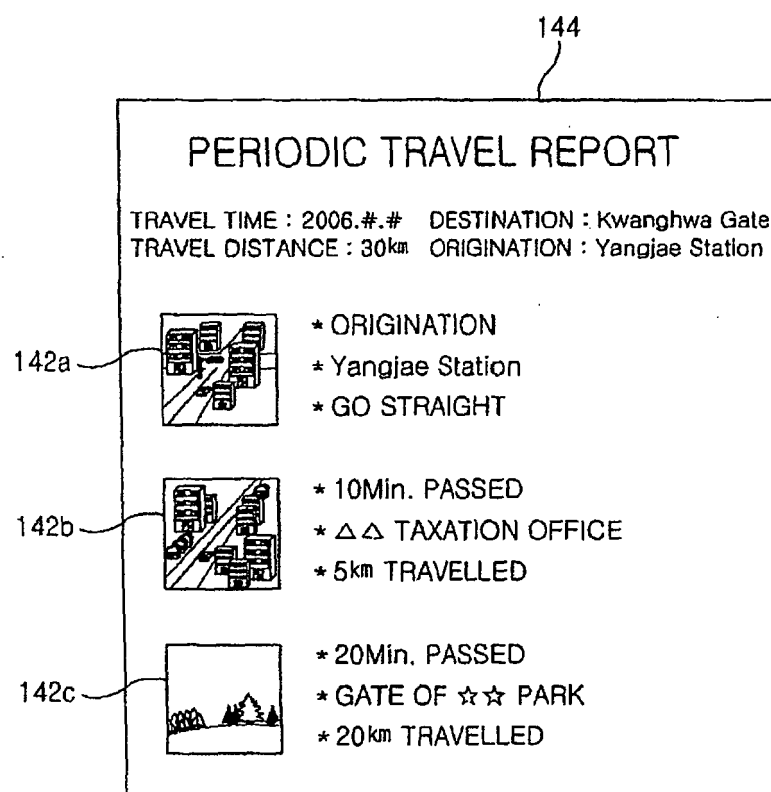 144
PERIODIC TRAVEL REPORT
TRAVEL TIME : 2006.#.# DESTINATION : Kwanghwa Gate
TRAVEL DISTANCE : 30km ORIGINATION : Yangjae Station
142a
* ORIGINATION
* Yangjae Station
* GO STRAIGHT
142b
* 10Min. PASSED
* △△ TAXATION OFFICE
* 5km TRAVELLED
142c
* 20Min. PASSED
* GATE OF ☆☆ PARK
* 20km TRAVELLED